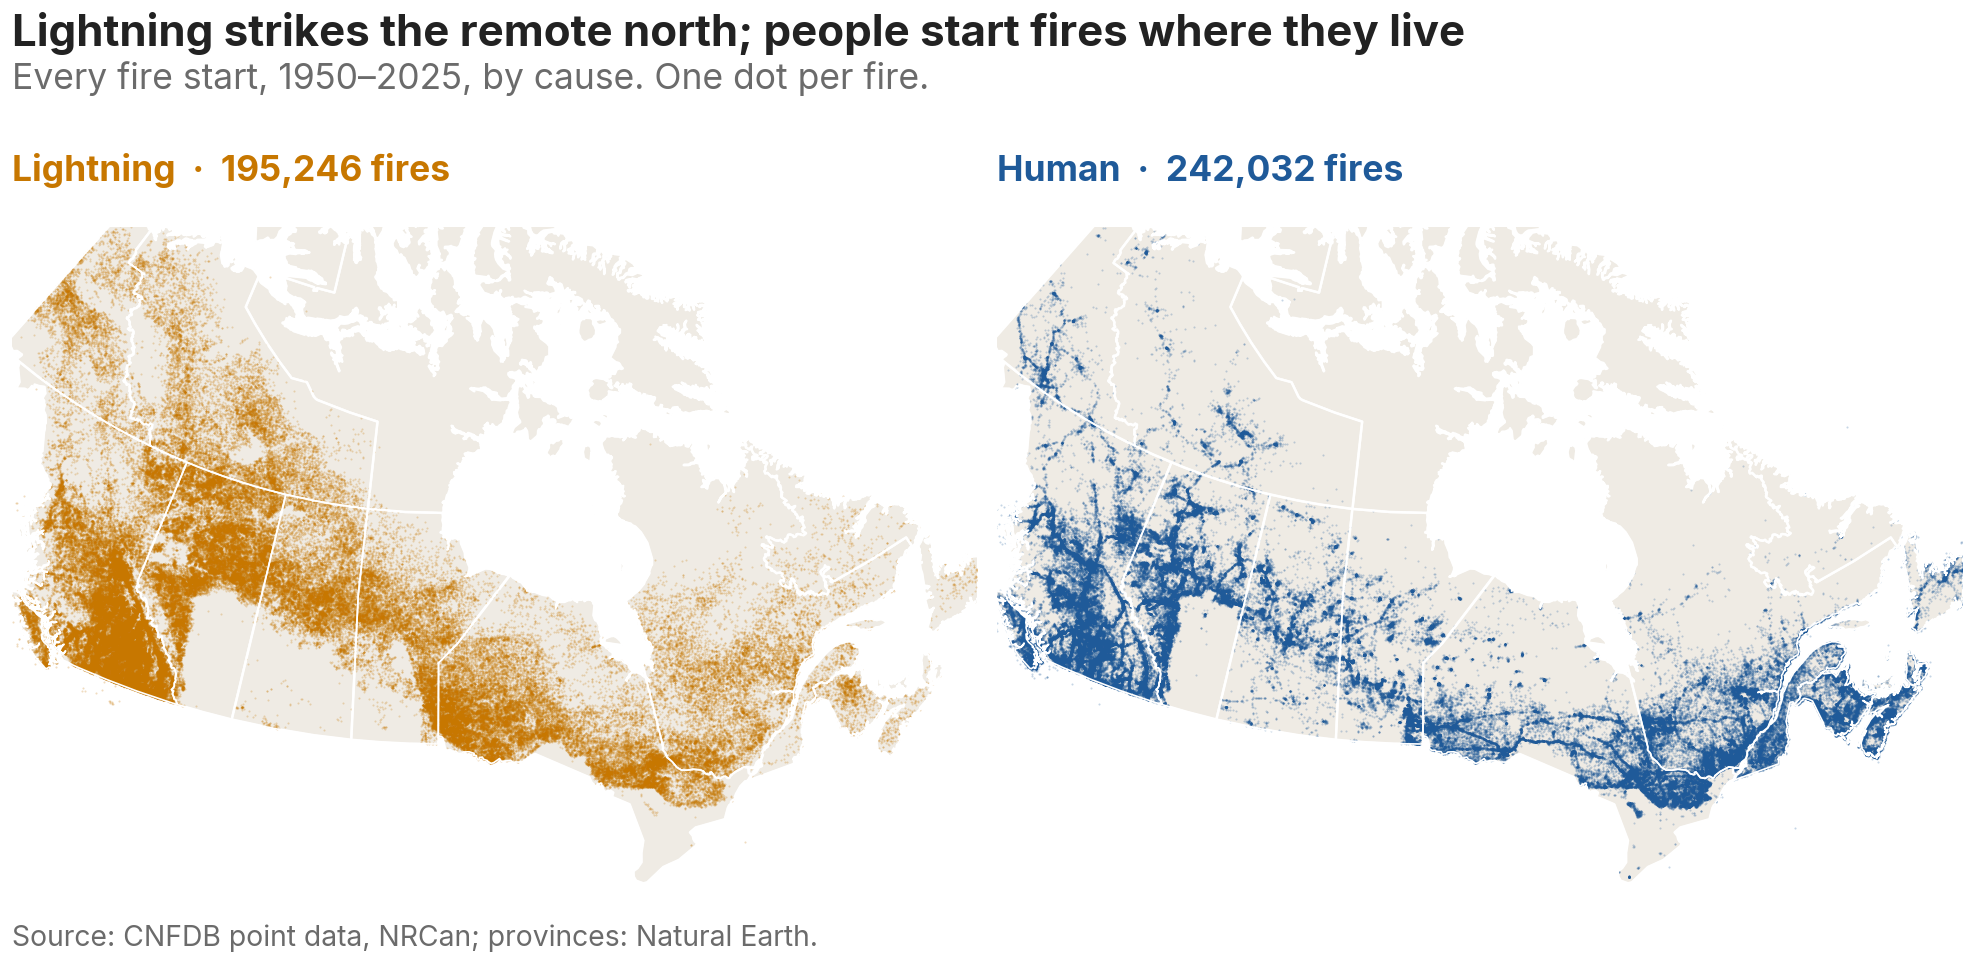 Lightning strikes the remote north; people start fires where they live
Every fire start, 1950–2025, by cause. One dot per fire.
Lightning · 195,246 fires
Human · 242,032 fires
Source: CNFDB point data, NRCan; provinces: Natural Earth.